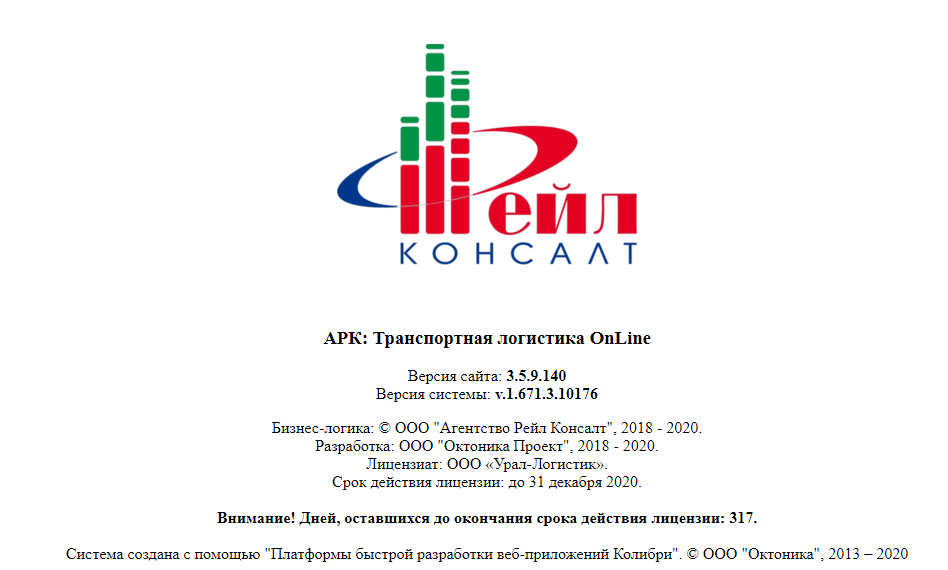 Рейл
КОНСАЛТ
АРК: Транспортная логистика OnLine
Версия сайта: 3.5.9.140
Версия системы: v.1.671.3.10176
Бизнес-логика: © ООО "Агентство Рейл Консалт", 2018 - 2020.
Разработка: ООО "Октоника Проект", 2018 - 2020.
Лицензиат: ООО «Урал-Логистик».
Срок действия лицензии: до 31 декабря 2020.
Внимание! Дней, оставшихся до окончания срока действия лицензии: 317.
Система создана с помощью "Платформы быстрой разработки веб-приложений Колибри". © ООО "Октоника", 2013 – 2020